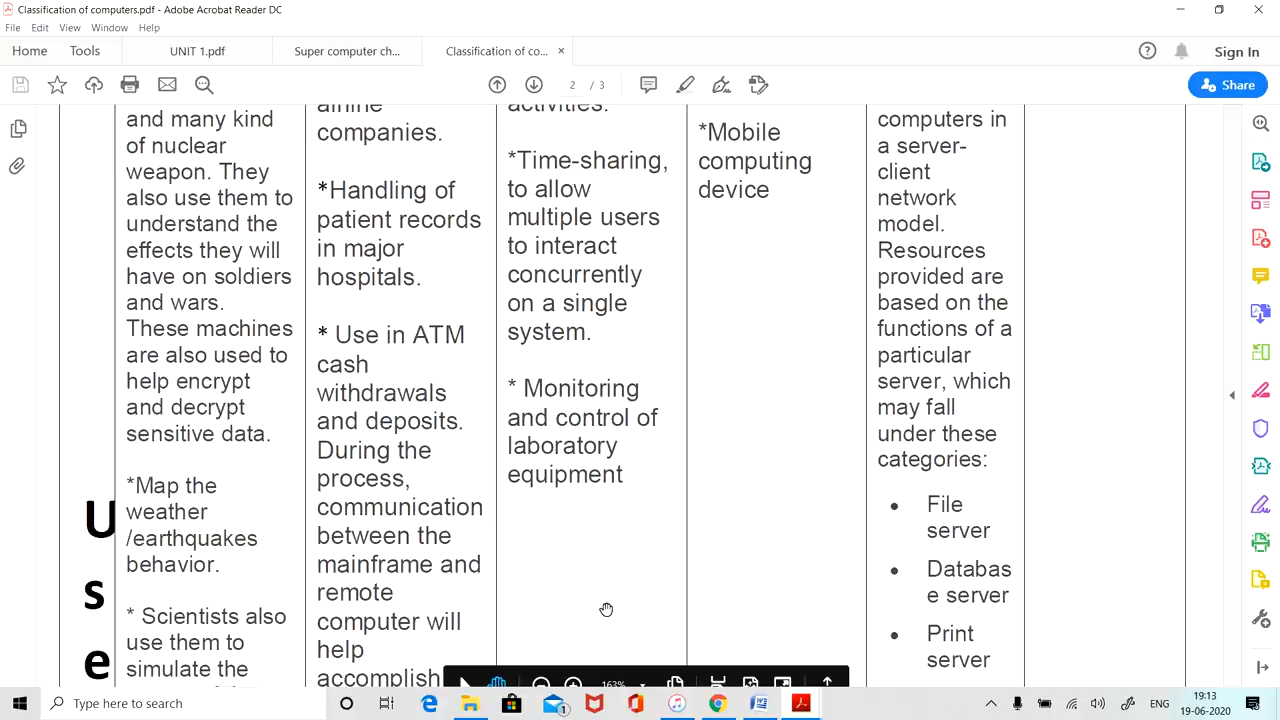 Classification of computers.pdf - Adobe Acrobat Reader DC
File Edit View Window Help
Home Tools UNIT 1.pdf Super computer ch... Classification of co... × Sign In
2 / 3 Share
U
s
e
and many kind
of nuclear
weapon. They
also use them to
understand the
effects they will
have on soldiers
and wars.
These machines
are also used to
help encrypt
and decrypt
sensitive data.
*Map the
weather
/earthquakes
behavior.
* Scientists also
use them to
simulate the
companies.
*Handling of
patient records
in major
hospitals.
* Use in ATM
cash
withdrawals
and deposits.
During the
process,
communication
between the
mainframe and
remote
computer will
help
accomplish
activities.
*Time-sharing,
to allow
multiple users
to interact
concurrently
on a single
system.
* Monitoring
and control of
laboratory
equipment
*Mobile
computing
device
computers in
a server-
client
network
model.
Resources
provided are
based on the
functions of a
particular
server, which
may fall
under these
categories:
• File
server
• Databas
e server
• Print
server
163%
Type here to search
1
ENG
19:13
19-06-2020